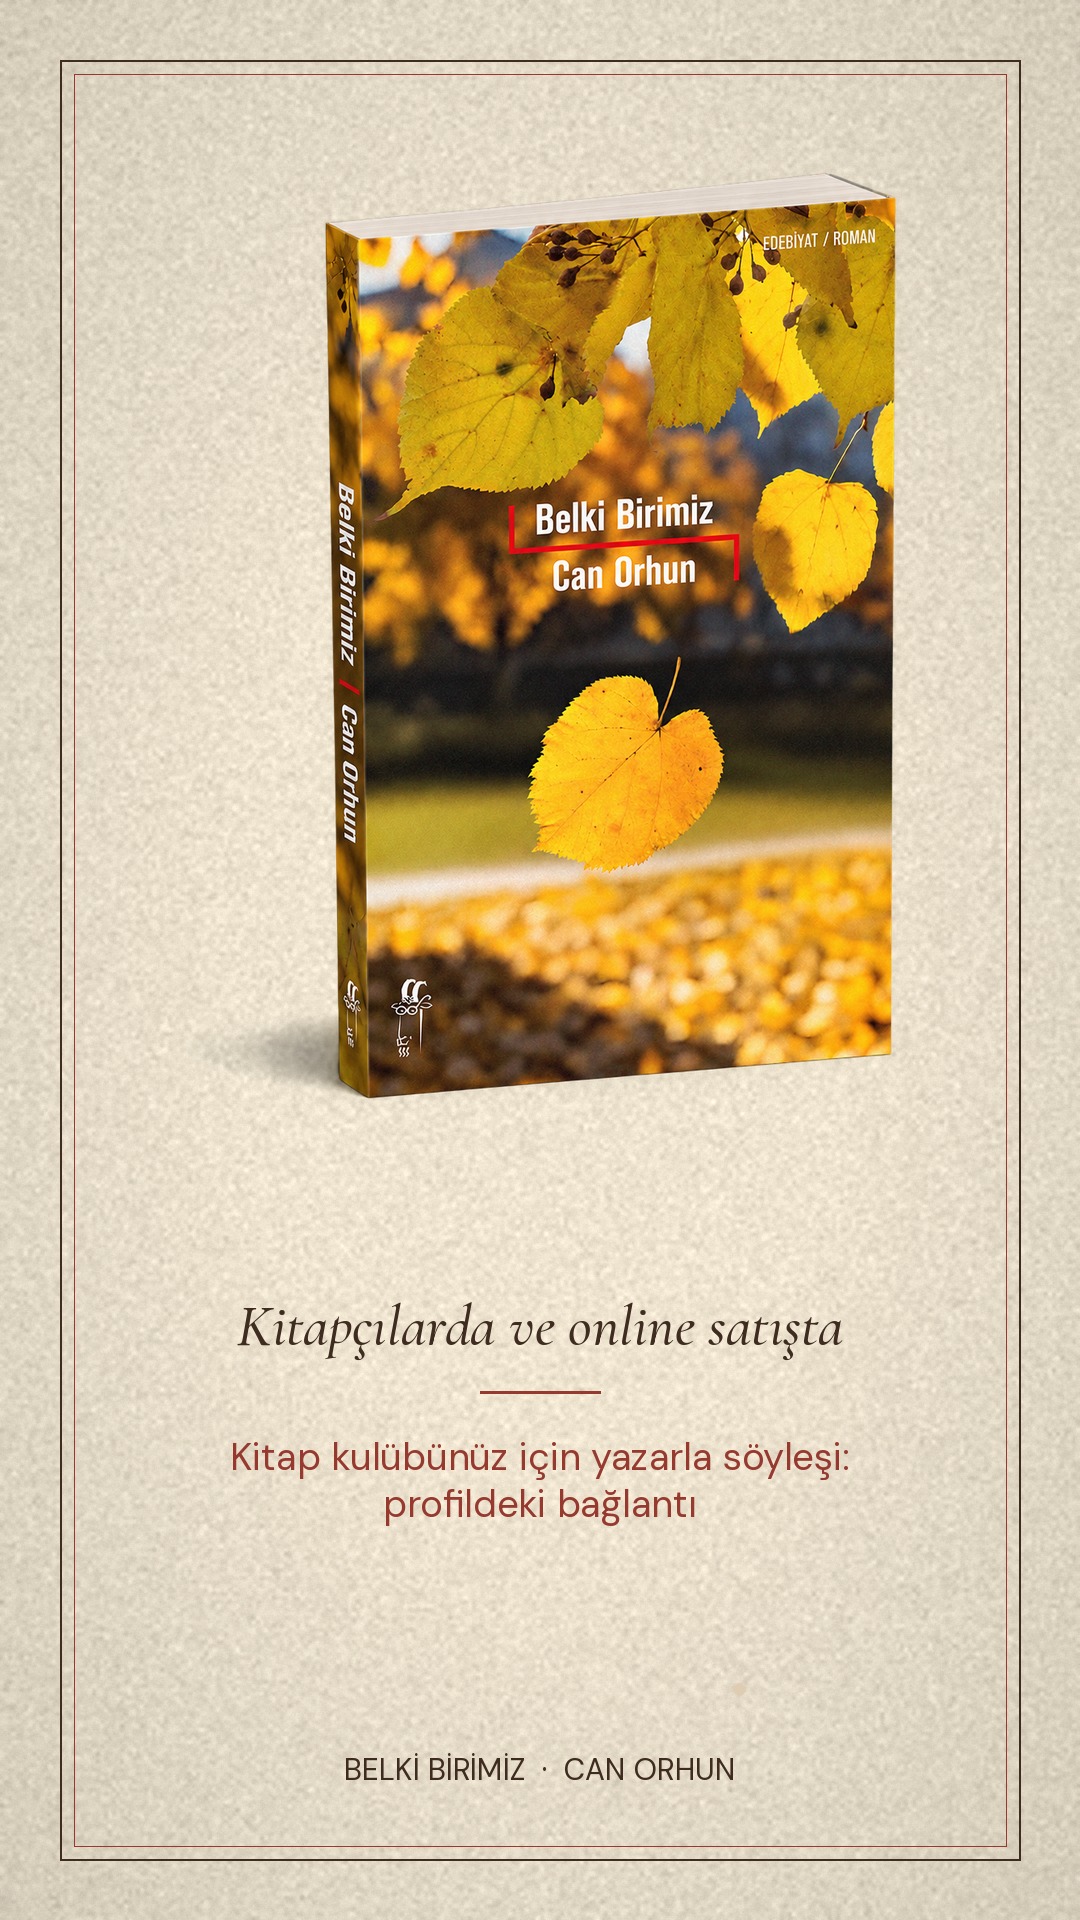 EDEBİYAT / ROMAN
Belki Birimiz
Can Orhun
Belki Birimiz / Can Orhun
Kitapçılarda ve online satışta
Kitap kulübünüz için yazarla söyleşi:
profildeki bağlantı
BELKİ BİRİMİZ · CAN ORHUN